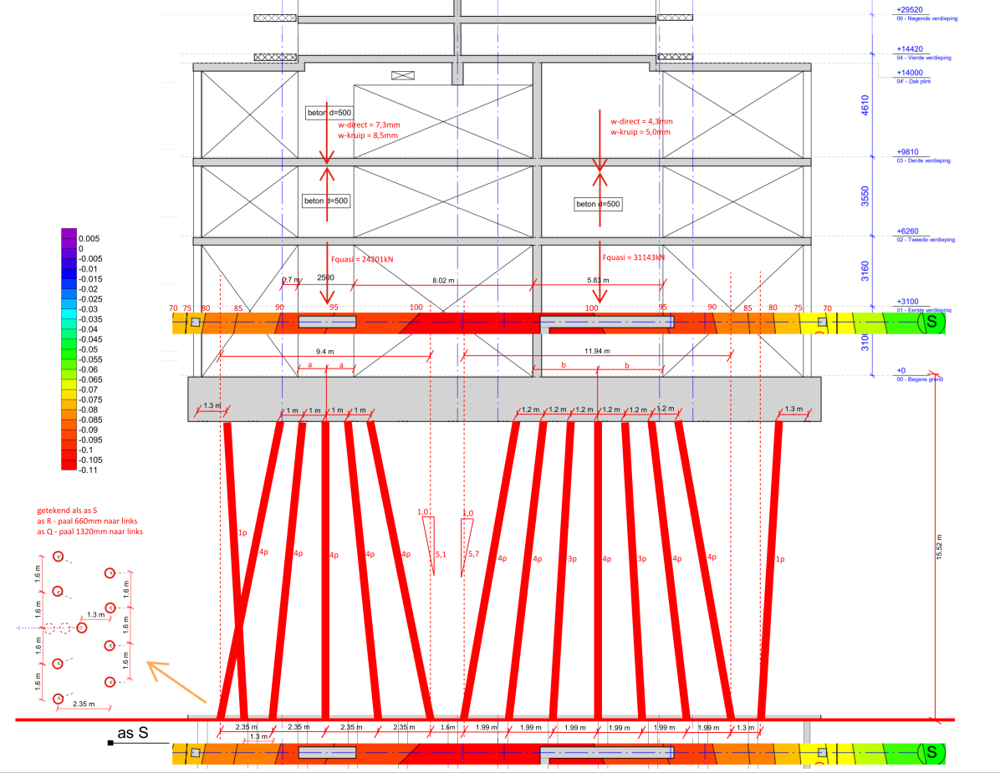 +29520
09 - Negende verdieping
+14420
04 - Vierde verdieping
+14000
04' - Dak plint
4610
beton d=500
w-direct = 7,3mm
w-kruip = 8,5mm
w-direct = 4,3mm
w-kruip = 5,0mm
+9810
03 - Derde verdieping
3550
beton d=500
beton d=500
+6260
02 - Tweede verdieping
0.005
0
-0.005
-0.01
-0.015
-0.02
-0.025
-0.03
-0.035
-0.04
-0.045
-0.05
-0.055
-0.06
-0.065
-0.07
-0.075
-0.08
-0.085
-0.09
-0.095
-0.1
-0.105
-0.11
Fquasi = 24201kN
Fquasi = 31143kN
3160
0.7 m
2500
8.02 m
5.83 m
+3100
01 - Eerste verdieping
70 75 80 85 90 95 100 100 95 90 85 80 75 70
S
3100
9.4 m
11.94 m
a a b b
+0
00 - Begane grond
1.3 m
1 m 1 m 1 m 1 m
1.2 m 1.2 m 1.2 m 1.2 m 1.2 m 1.2 m
1.3 m
getekend als as S
as R - paal 660mm naar links
as Q - paal 1320mm naar links
1,0
1,0
1p
4p 4p 4p 4p 4p
5,1
5,7
4p 4p 3p 4p 3p 4p 4p
1p
15.52 m
1.6 m
1.6 m
1.6 m
1.6 m
1.3 m
1.6 m
1.6 m
1.6 m
2.35 m
2.35 m 2.35 m 2.35 m 2.35 m 1.6m 1.99 m 1.99 m 1.99 m 1.99 m 1.99 m 1.99 m 1.3 m
1.3 m
as S
S